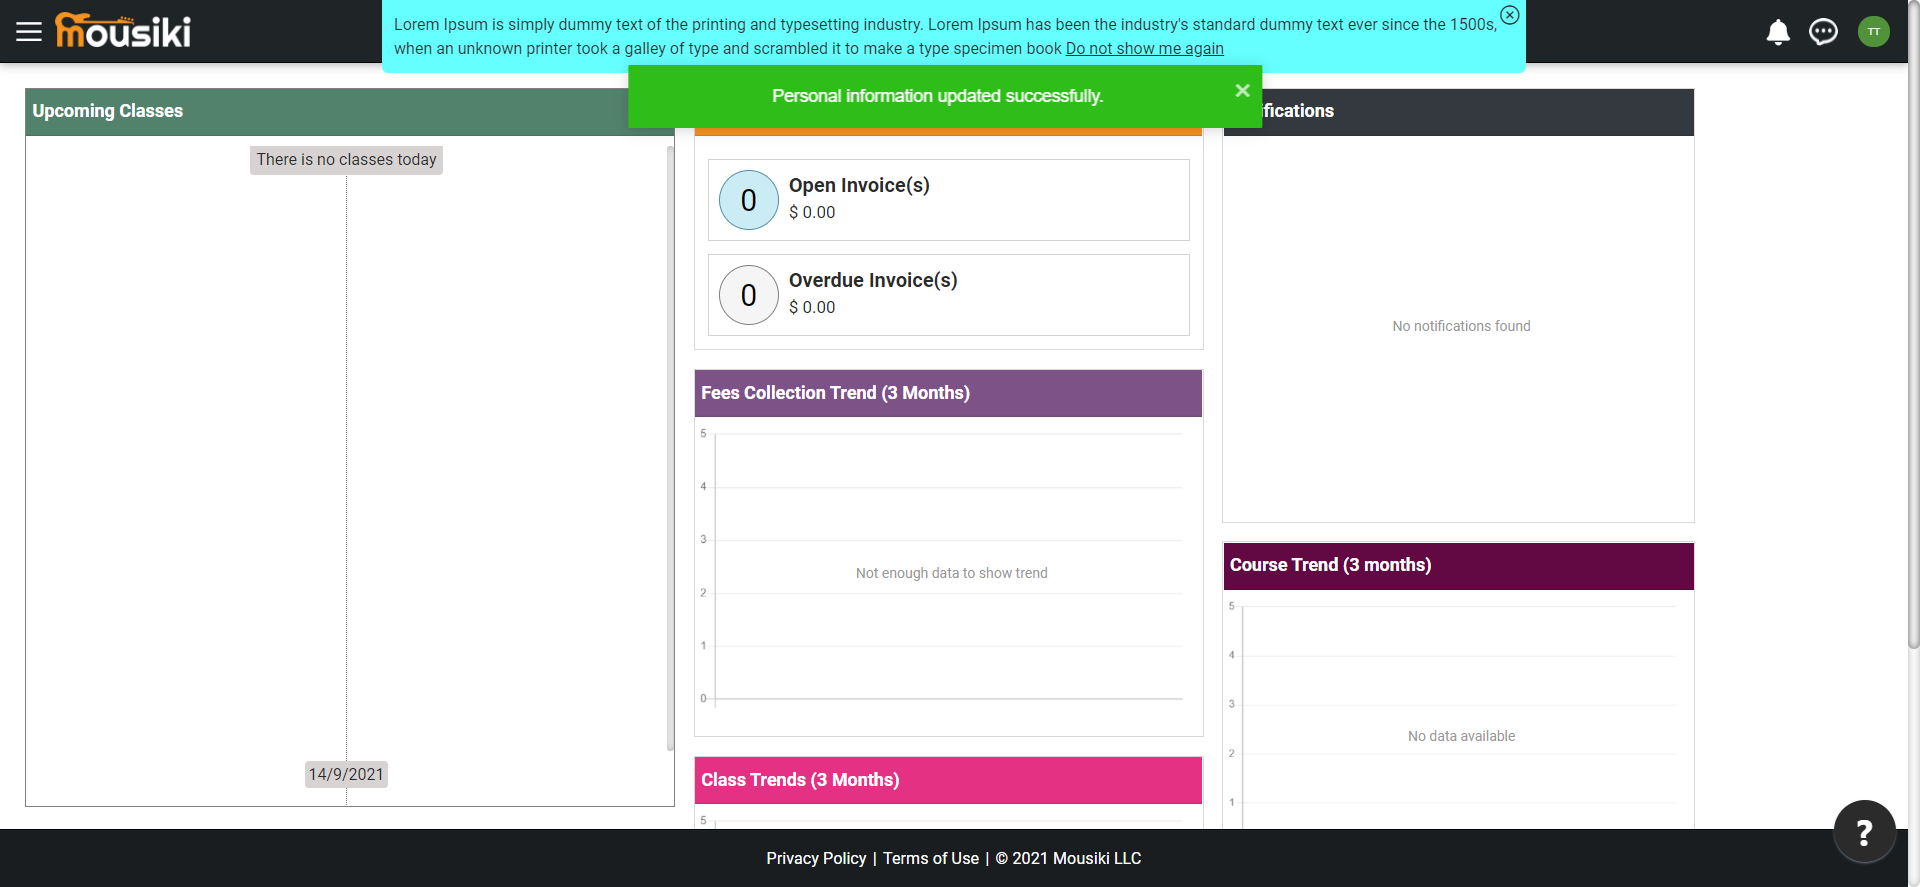 mousiki
Lorem Ipsum is simply dummy text of the printing and typesetting industry. Lorem Ipsum has been the industry's standard dummy text ever since the 1500s,
when an unknown printer took a galley of type and scrambled it to make a type specimen book Do not show me again
TT
Personal information updated successfully.
Upcoming Classes
There is no classes today
14/9/2021
0
Open Invoice(s)
$ 0.00
0
Overdue Invoice(s)
$ 0.00
Fees Collection Trend (3 Months)
5
4
3
Not enough data to show trend
2
1
0
Class Trends (3 Months)
5
ifications
No notifications found
Course Trend (3 months)
5
4
3
No data available
2
1
?
Privacy Policy | Terms of Use | © 2021 Mousiki LLC